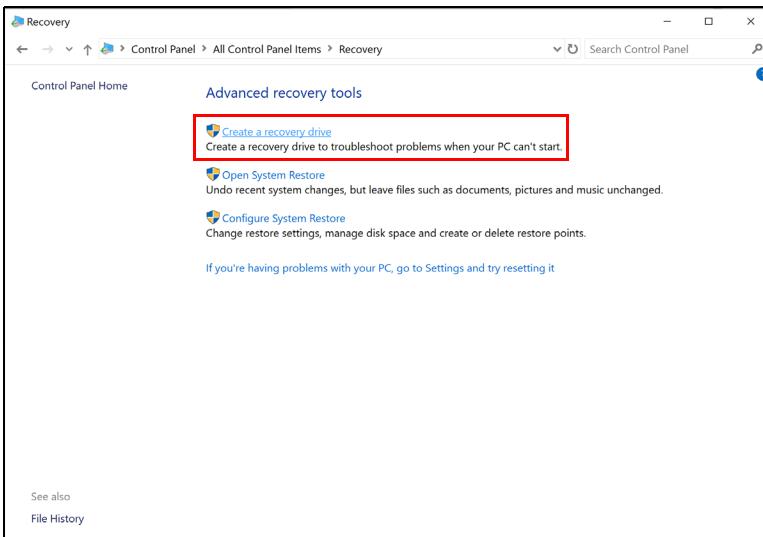 Recovery
Control Panel > All Control Panel Items > Recovery
Search Control Panel
Control Panel Home
Advanced recovery tools
Create a recovery drive
Create a recovery drive to troubleshoot problems when your PC can't start.
Open System Restore
Undo recent system changes, but leave files such as documents, pictures and music unchanged.
Configure System Restore
Change restore settings, manage disk space and create or delete restore points.
If you're having problems with your PC, go to Settings and try resetting it
See also
File History